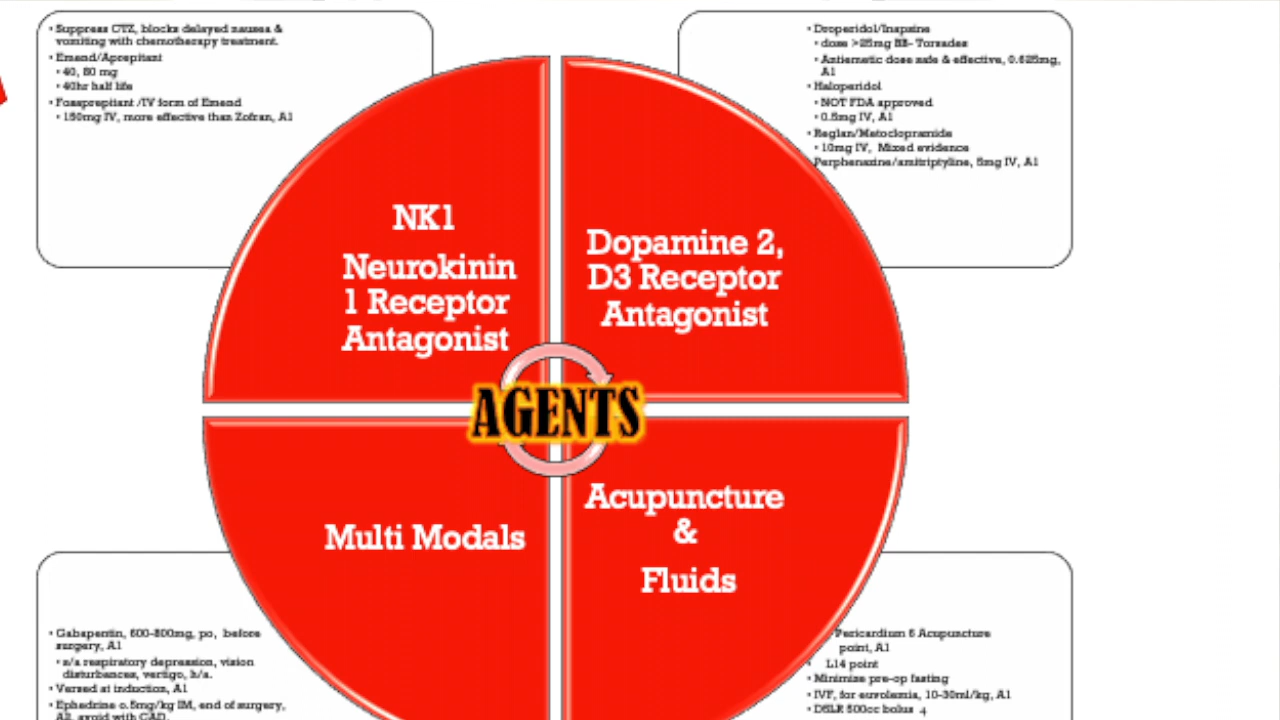 • Suppress CTZ, blocks delayed nausea &
vomiting with chemotherapy treatment.
• Emend/Aprepitant
• 40, 80 mg
• 40hr half life
• Fosaprepitant /IV form of Emend
• 150mg IV, more effective than Zofran, A1
• Droperidol/Inapsine
• dose >25mg BB- Torsades
• Antiemetic dose safe & effective, 0.625mg,
A1
• Haloperidol
• NOT FDA approved
• 0.5mg IV, A1
• Reglan/Metoclopramide
• 10mg IV, Mixed evidence
Perphenazine/amitriptyline, 5mg IV, A1
NK1
Neurokinin
1 Receptor
Antagonist
Dopamine 2,
D3 Receptor
Antagonist
AGENTS
Multi Modals
Acupuncture
&
Fluids
• Gabapentin, 600-800mg, po, before
surgery, A1
• s/s respiratory depression, vision
disturbances, vertigo, h/a.
• Versed at induction, A1
• Ephedrine o.5mg/kg IM, end of surgery,
A2, avoid with CAD.
Pericardium 6 Acupuncture
point, A1
• L14 point
• Minimize pre-op fasting
• IVF, for euvolemia, 10-30ml/kg, A1
• D5LR 500cc bolus 4